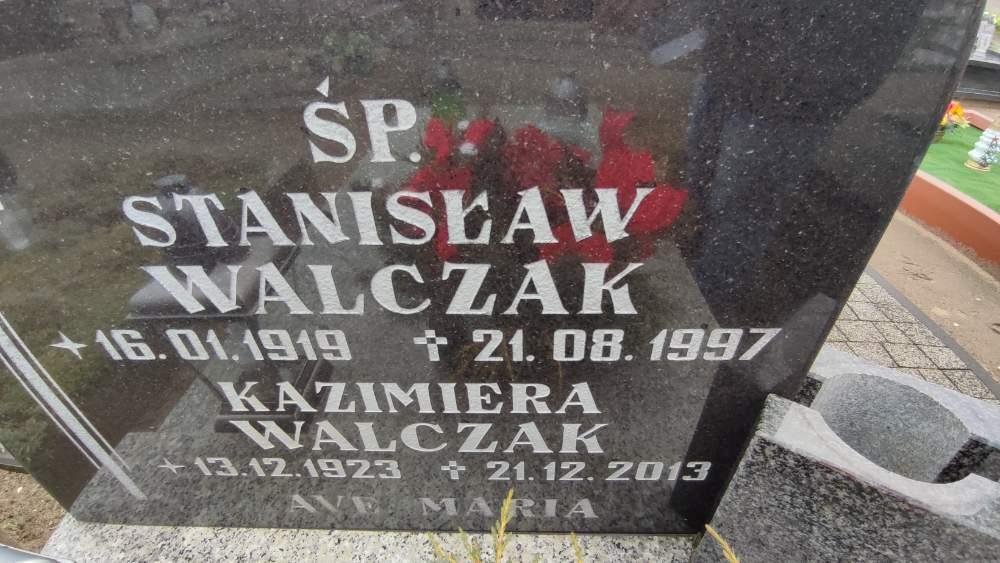 ŚP.
STANISŁAW
WALCZAK
16.01.1919 21.08.1997
KAZIMIERA
WALCZAK
13.12.1923 21.12.2013
AVE MARIA